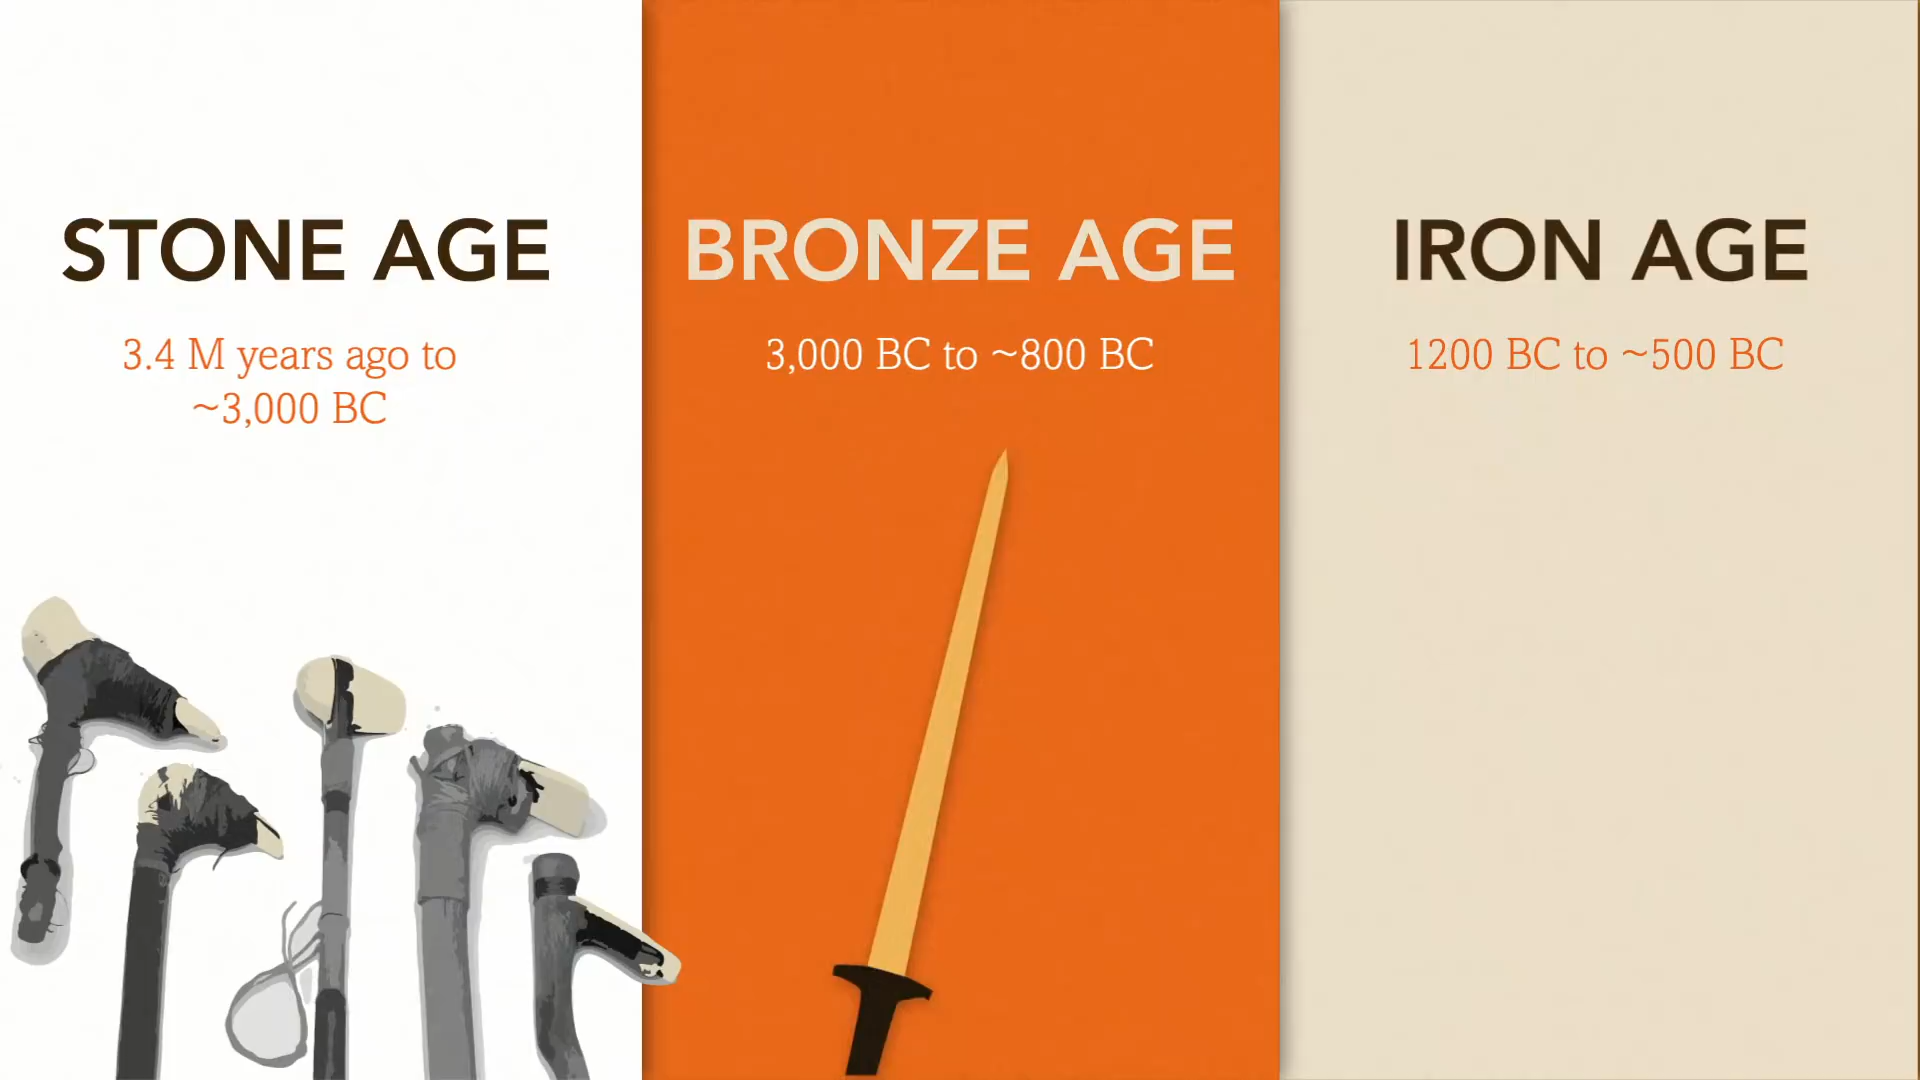 STONE AGE
3.4 M years ago to
~3,000 BC
BRONZE AGE
3,000 BC to ~800 BC
IRON AGE
1200 BC to ~500 BC